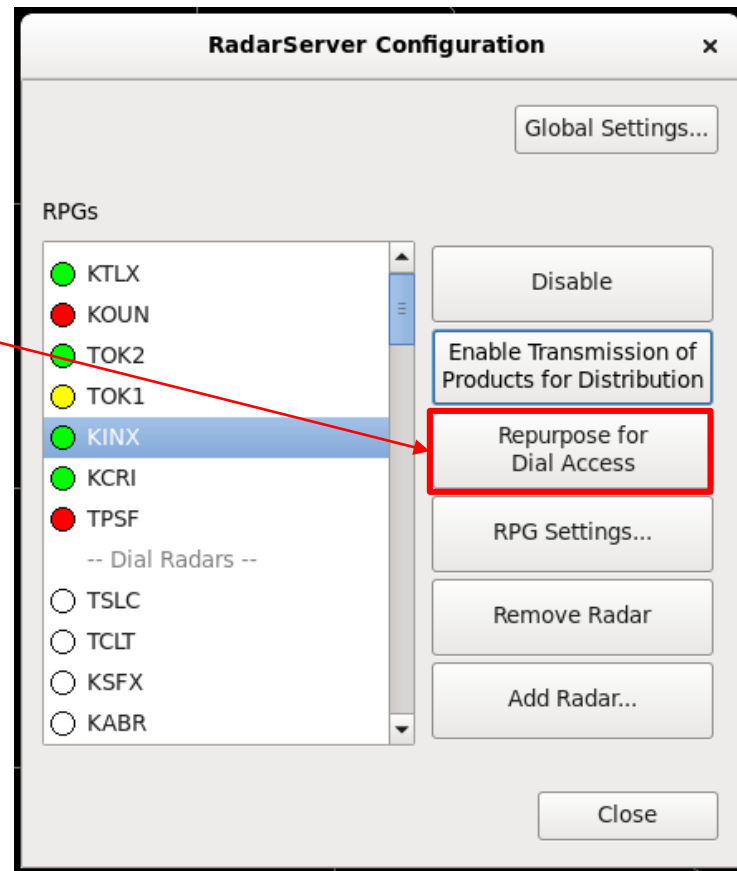 RadarServer Configuration ×
Global Settings...
RPGs
KTLX
KOUN
TOK2
TOK1
KINX
KCRI
TPSF
-- Dial Radars --
TSLC
TCLT
KSFX
KABR
Disable
Enable Transmission of
Products for Distribution
Repurpose for
Dial Access
RPG Settings...
Remove Radar
Add Radar...
Close